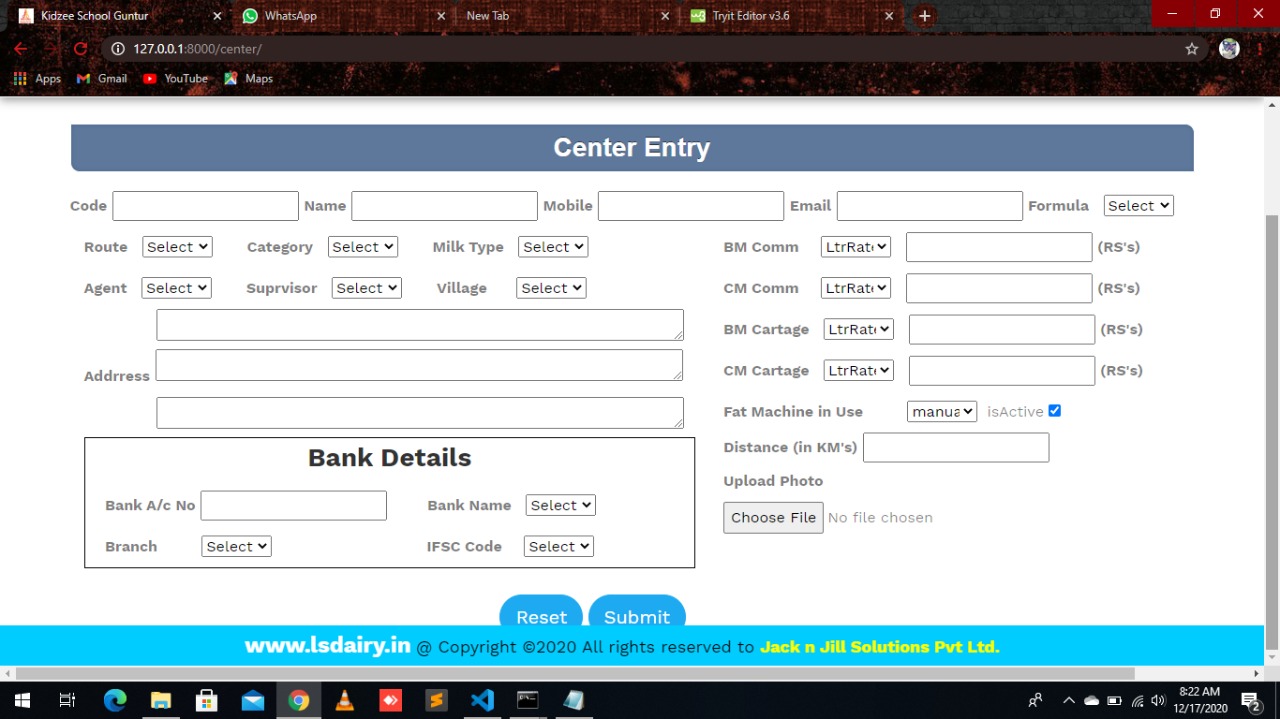 Kidzee School Guntur
WhatsApp
New Tab
Tryit Editor v3.6
127.0.0.1:8000/center/
Apps Gmail YouTube Maps
Center Entry
Code Name Mobile Email Formula Select
Route Select Category Select Milk Type Select
BM Comm LtrRate (RS's)
Agent Select Suprvisor Select Village Select
CM Comm LtrRate (RS's)
BM Cartage LtrRate (RS's)
Addrress
CM Cartage LtrRate (RS's)
Fat Machine in Use manua isActive
Distance (in KM's)
Upload Photo
Choose File No file chosen
Bank Details
Bank A/c No Bank Name Select
Branch Select IFSC Code Select
Reset Submit
www.lsdairy.in @ Copyright ©2020 All rights reserved to Jack n Jill Solutions Pvt Ltd.
8:22 AM
12/17/2020
2